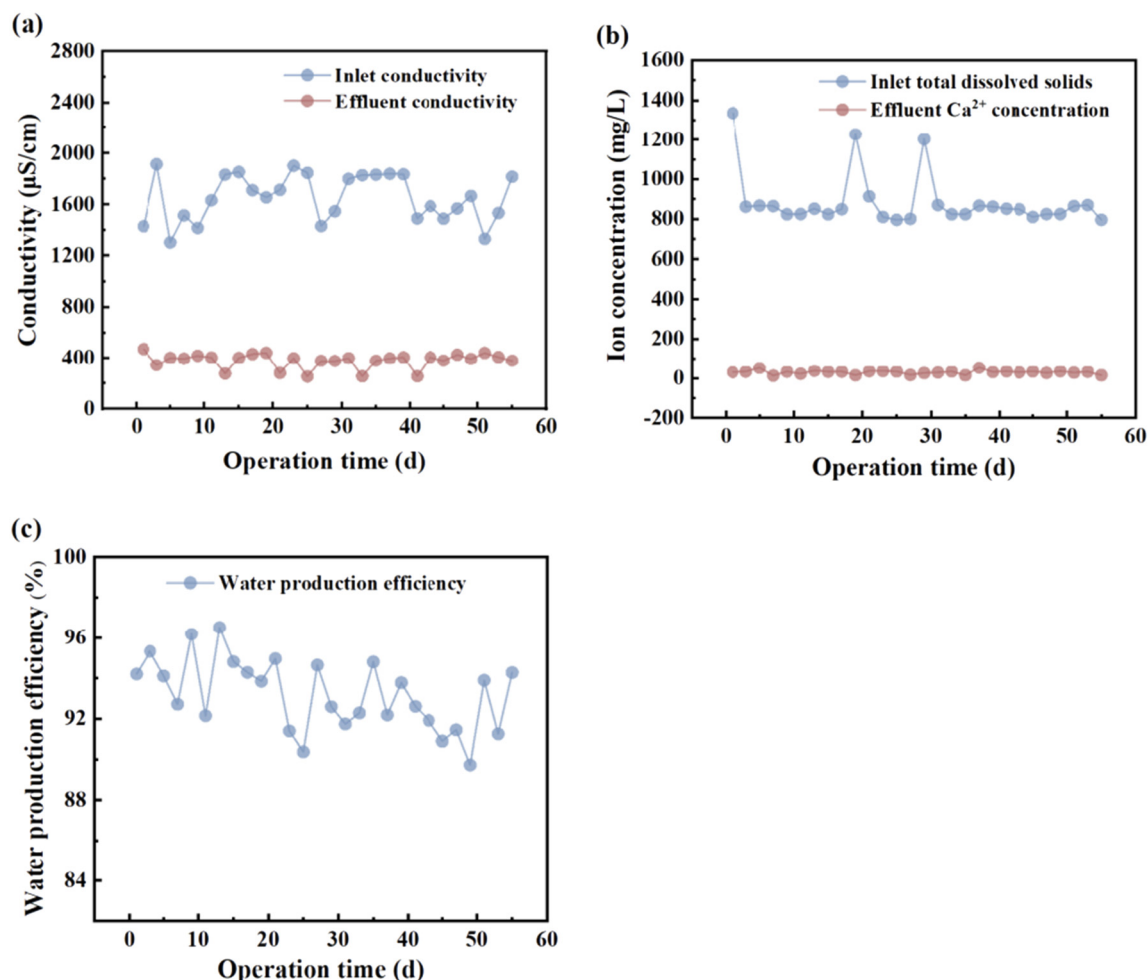 (a)
2800
2400
2000
1600
1200
800
400
0
Conductivity (μS/cm)
Inlet conductivity
Effluent conductivity
0 10 20 30 40 50 60
Operation time (d)
(b)
1600
1400
1200
1000
800
600
400
200
0
-200
Ion concentration (mg/L)
Inlet total dissolved solids
Effluent Ca²⁺ concentration
0 10 20 30 40 50 60
Operation time (d)
(c)
100
96
92
88
84
Water production efficiency (%)
Water production efficiency
0 10 20 30 40 50 60
Operation time (d)